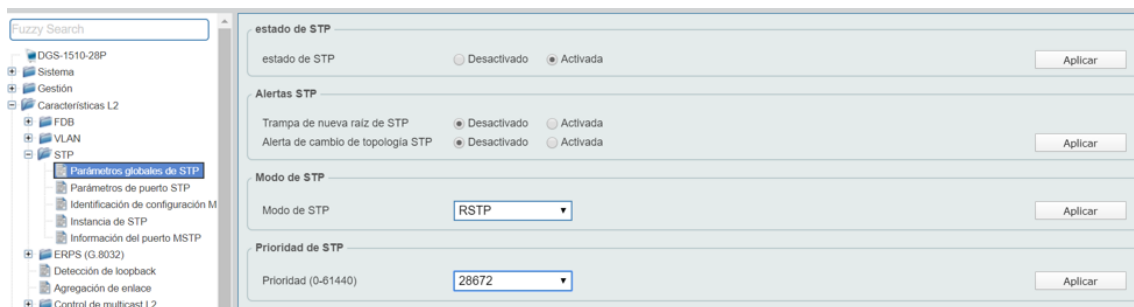 Fuzzy Search
DGS-1510-28P
Sistema
Gestión
Características L2
FDB
VLAN
STP
Parámetros globales de STP
Parámetros de puerto STP
Identificación de configuración M
Instancia de STP
Información del puerto MSTP
ERPS (G.8032)
Detección de loopback
Agregación de enlace
Control de multicast L2
estado de STP
estado de STP Desactivado Activada Aplicar
Alertas STP
Trampa de nueva raíz de STP Desactivado Activada
Alerta de cambio de topología STP Desactivado Activada Aplicar
Modo de STP
Modo de STP RSTP Aplicar
Prioridad de STP
Prioridad (0-61440) 28672 Aplicar